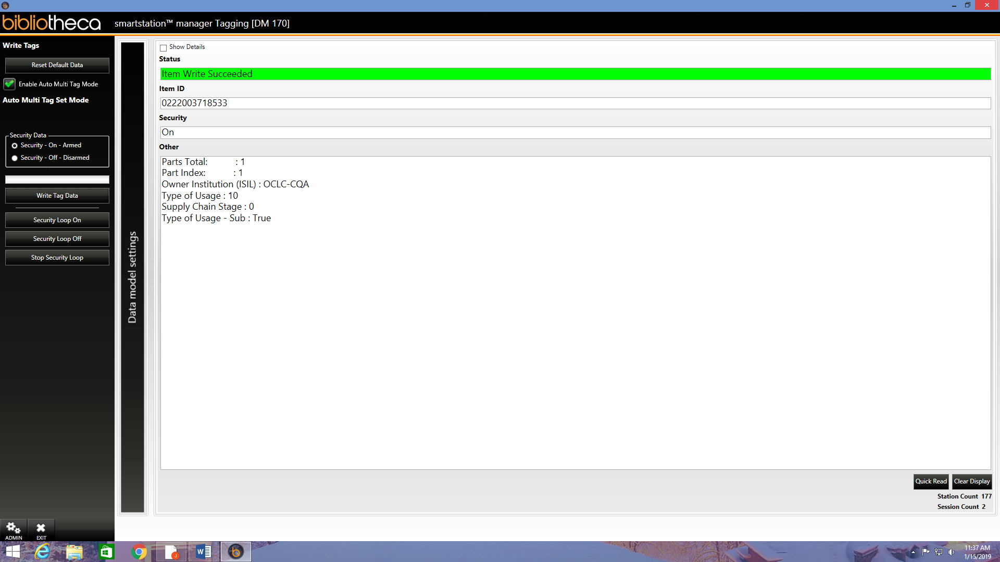 bibliotheca
smartstation™ manager Tagging [DM 170]
Write Tags
Reset Default Data
Enable Auto Multi Tag Mode
Auto Multi Tag Set Mode
Security Data
Security - On - Armed
Security - Off - Disarmed
Write Tag Data
Security Loop On
Security Loop Off
Stop Security Loop
ADMIN
EXIT
Data model settings
Show Details
Status
Item Write Succeeded
Item ID
0222003718533
Security
On
Other
Parts Total: : 1
Part Index: : 1
Owner Institution (ISIL) : OCLC-CQA
Type of Usage : 10
Supply Chain Stage : 0
Type of Usage - Sub : True
Quick Read
Clear Display
Station Count 177
Session Count 2
11:37 AM
1/15/2019